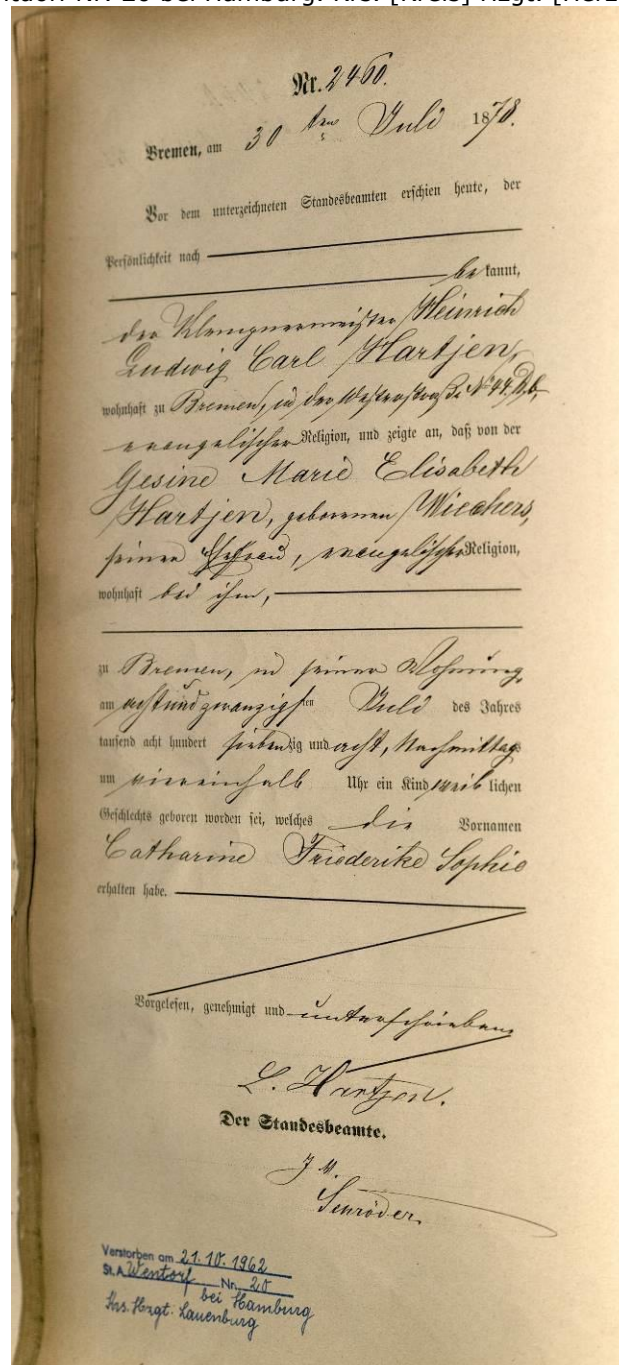 Nr. 2460.
Bremen, am 30 ten Juli 1878.
Vor dem unterzeichneten Standesbeamten erschien heute, der
Persönlichkeit nach
bekannt,
der Klempnermeister Heinrich
Ludwig Carl Hartjen,
wohnhaft zu Bremen, in der Westerstraße No 44.
evangelischer Religion, und zeigte an, daß von der
Gesine Marie Elisabeth
Hartjen, geborenen Wiechers,
seiner Ehefrau, evangelischer Religion,
wohnhaft bei ihm,
zu Bremen, in seiner Wohnung,
am achtundzwanzigsten Juli des Jahres
tausend acht hundert siebenzig und acht, Nachmittags
um viereinhalb Uhr ein Kind weiblichen
Geschlechts geboren worden sei, welches die Vornamen
Catharine Friederike Sophie
erhalten habe.
Vorgelesen, genehmigt und unterschrieben
L. Hartjen.
Der Standesbeamte.
Schröder.
Verstorben am 21.10.1962
St.A. Wentorf Nr. 20
bei Hamburg
Krs. Hzgt. Lauenburg